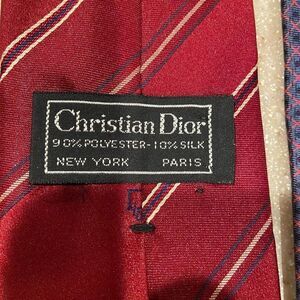 Christian Dior
90% POLYESTER-10% SILK
NEW YORK PARIS